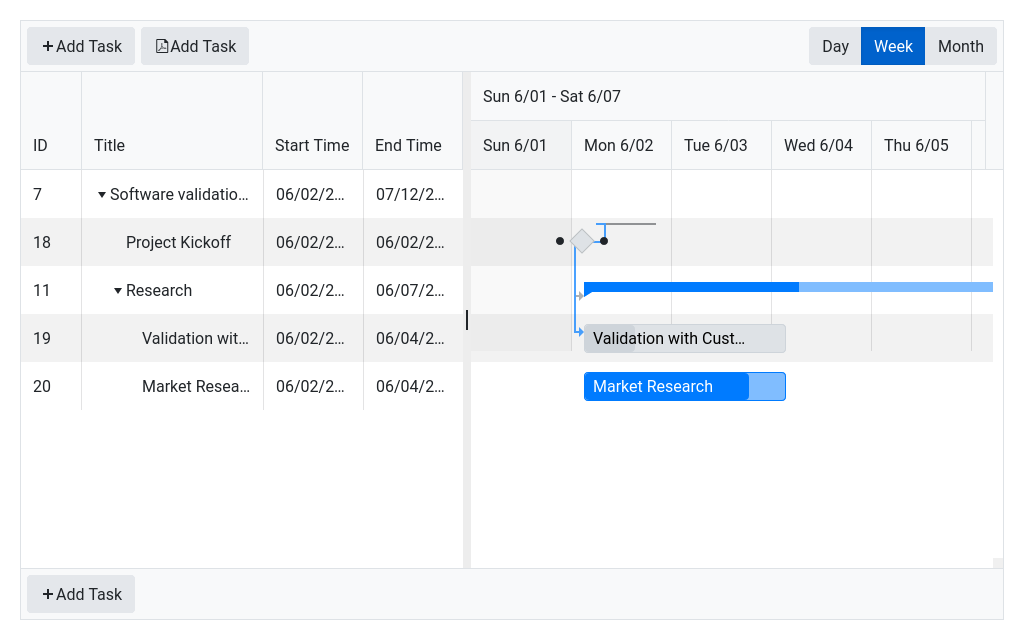 Add Task Add Task Day Week Month
Sun 6/01 - Sat 6/07
ID Title Start Time End Time Sun 6/01 Mon 6/02 Tue 6/03 Wed 6/04 Thu 6/05
7 Software validatio... 06/02/2... 07/12/2...
18 Project Kickoff 06/02/2... 06/02/2...
11 Research 06/02/2... 06/07/2...
19 Validation wit... 06/02/2... 06/04/2... Validation with Cust...
20 Market Resea... 06/02/2... 06/04/2... Market Research
Add Task